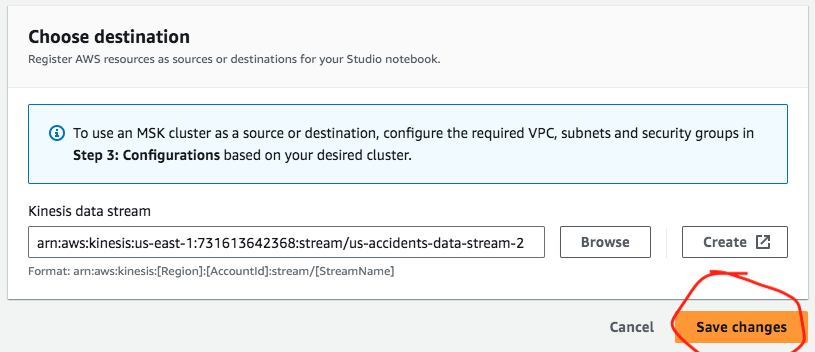 Choose destination
Register AWS resources as sources or destinations for your Studio notebook.
To use an MSK cluster as a source or destination, configure the required VPC, subnets and security groups in
Step 3: Configurations based on your desired cluster.
Kinesis data stream
arn:aws:kinesis:us-east-1:731613642368:stream/us-accidents-data-stream-2
Browse
Create
Format: arn:aws:kinesis:[Region]:[AccountId]:stream/[StreamName]
Cancel
Save changes